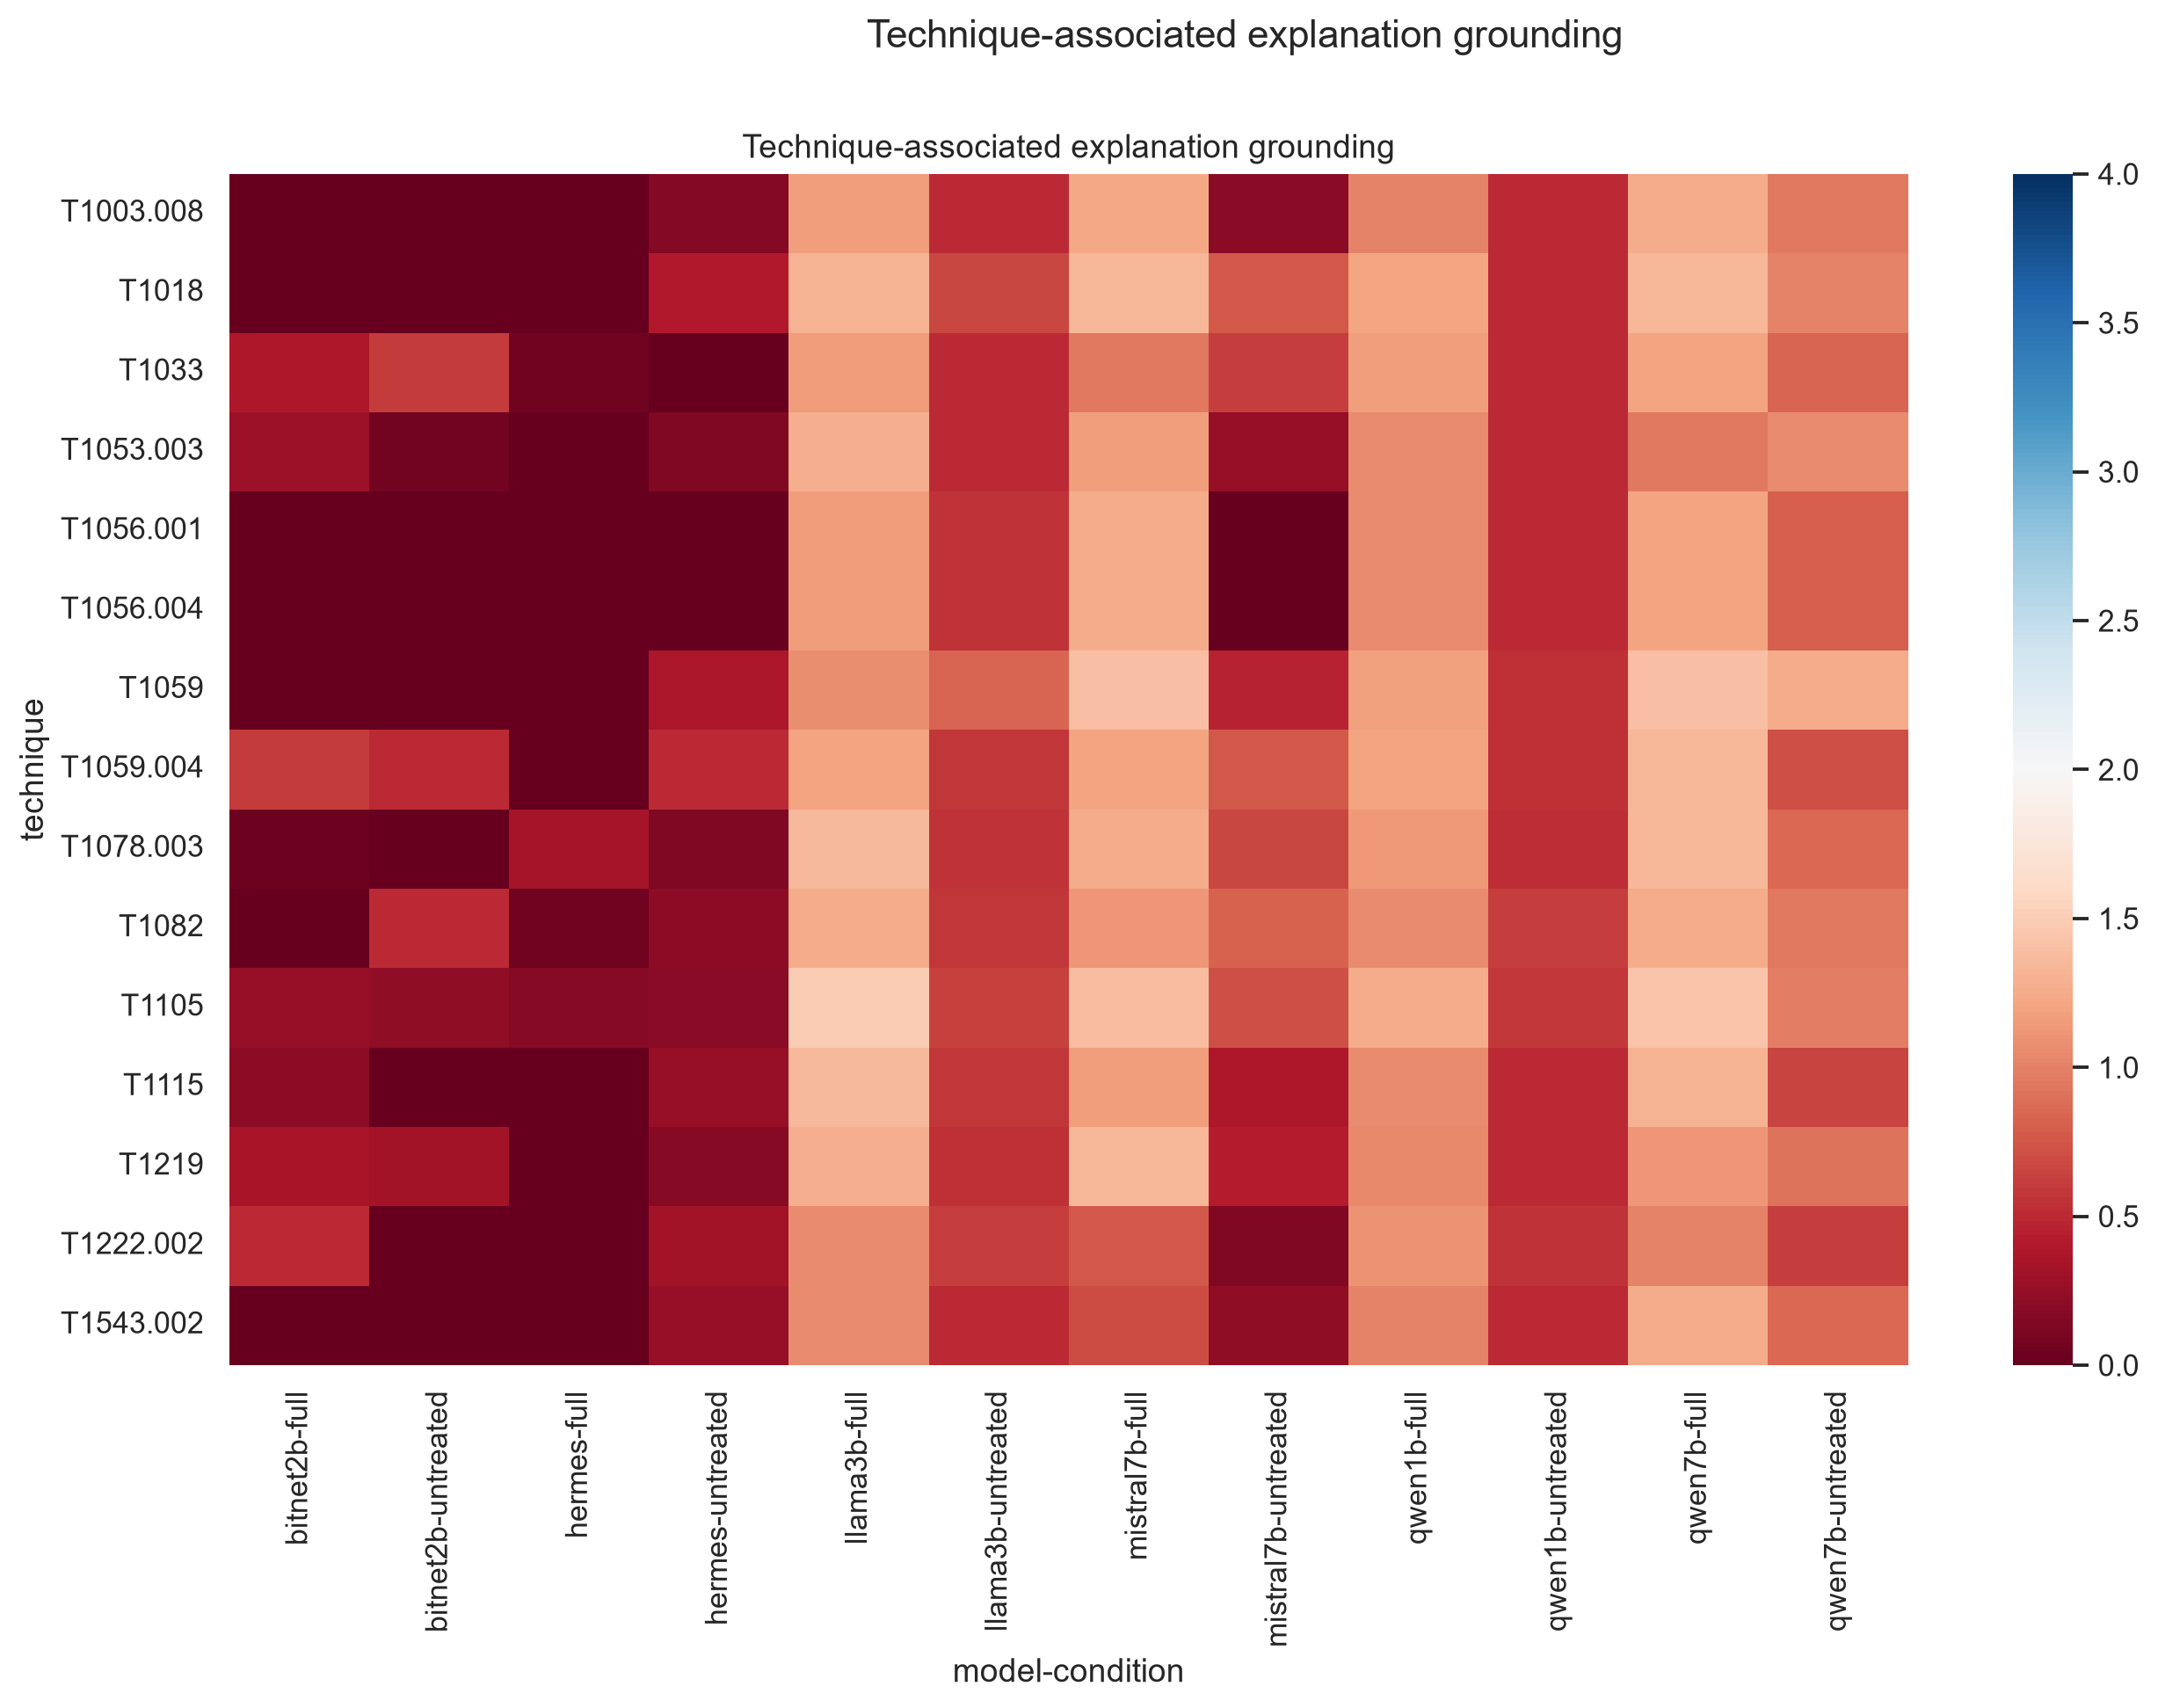 Technique-associated explanation grounding
Technique-associated explanation grounding
technique
T1003.008
T1018
T1033
T1053.003
T1056.001
T1056.004
T1059
T1059.004
T1078.003
T1082
T1105
T1115
T1219
T1222.002
T1543.002
bitnet2b-full
bitnet2b-untreated
hermes-full
hermes-untreated
llama3b-full
llama3b-untreated
mistral7b-full
mistral7b-untreated
qwen1b-full
qwen1b-untreated
qwen7b-full
qwen7b-untreated
model-condition
4.0
3.5
3.0
2.5
2.0
1.5
1.0
0.5
0.0